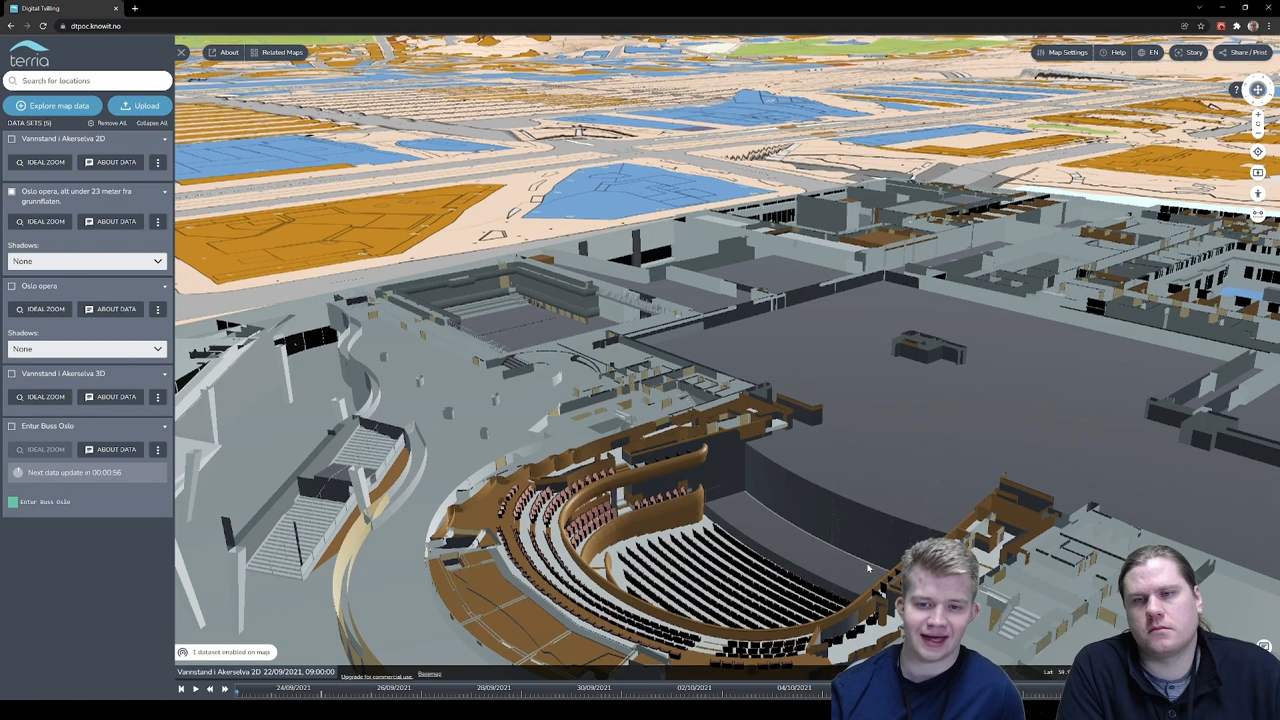 Digital Tvilling
dtpoc.knowit.no
terria
About
Related Maps
Map Settings
Help
EN
Story
Share / Print
Search for locations
Explore map data
Upload
DATA SETS (5)
Remove All
Collapse All
Vannstand i Akerselva 2D
IDEAL ZOOM
ABOUT DATA
Oslo opera, alt under 23 meter fra
grunnflaten.
IDEAL ZOOM
ABOUT DATA
Shadows:
None
Oslo opera
IDEAL ZOOM
ABOUT DATA
Shadows:
None
Vannstand i Akerselva 3D
IDEAL ZOOM
ABOUT DATA
Entur Buss Oslo
IDEAL ZOOM
ABOUT DATA
Next data update in 00:00:56
Entur Buss Oslo
1 dataset enabled on map
Vannstand i Akerselva 2D 22/09/2021, 09:00:00
Upgrade for commercial use.
Basemap
Lat
24/09/2021
26/09/2021
28/09/2021
30/09/2021
02/10/2021
04/10/2021